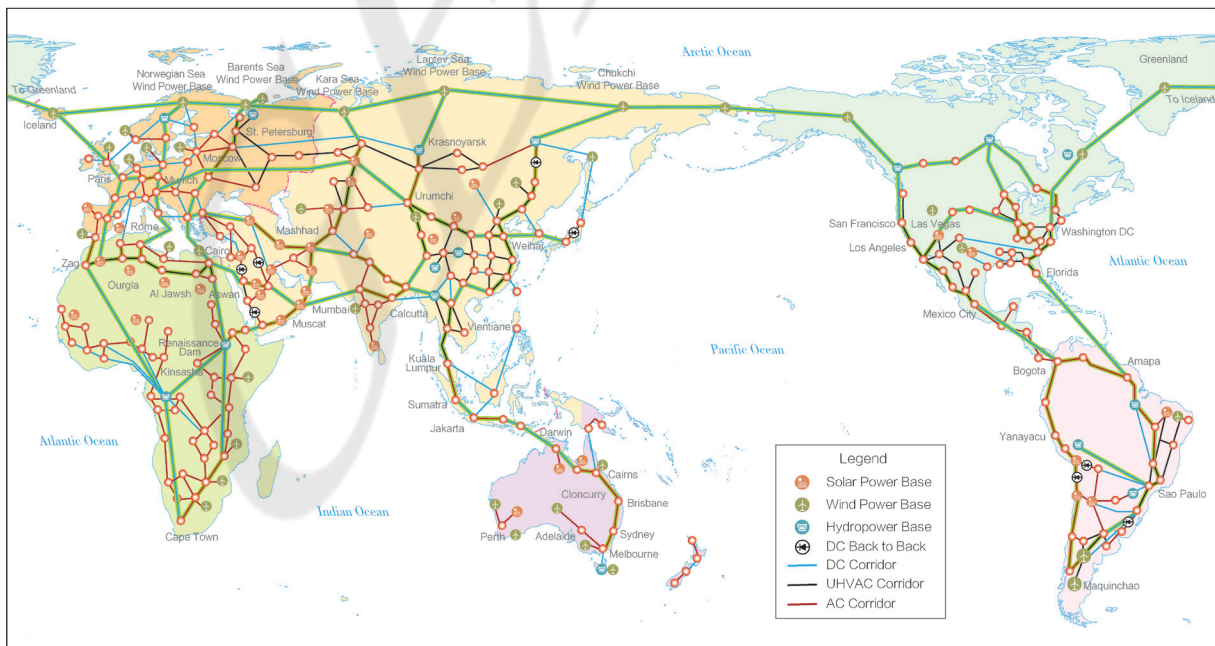 Arctic Ocean
Greenland
Laptev Sea
Wind Power Base
Barents Sea
Wind Power Base
Norwegian Sea
Wind Power Base
Kara Sea
Wind Power Base
Chukchi
Wind Power Base
To Greenland
To Iceland
Iceland
St. Petersburg
Moscow
Krasnoyarsk
Paris
Munich
Urumchi
Rome
Mashhad
Weihai
San Francisco
Las Vegas
Washington DC
Los Angeles
Atlantic Ocean
Zag
Cairo
Florida
Ourgla
Al Jawsh
Aswan
Mumbai
Calcutta
Muscat
Mexico City
Vientiane
Renaissance
Dam
Kinsasha
Kuala
Lumpur
Pacific Ocean
Bogota
Amapa
Sumatra
Jakarta
Atlantic Ocean
Darwin
Yanayacu
Cairns
Cloncurry
Brisbane
Sao Paulo
Indian Ocean
Perth
Adelaide
Sydney
Cape Town
Melbourne
Maquinchao
Legend
Solar Power Base
Wind Power Base
Hydropower Base
DC Back to Back
DC Corridor
UHVAC Corridor
AC Corridor